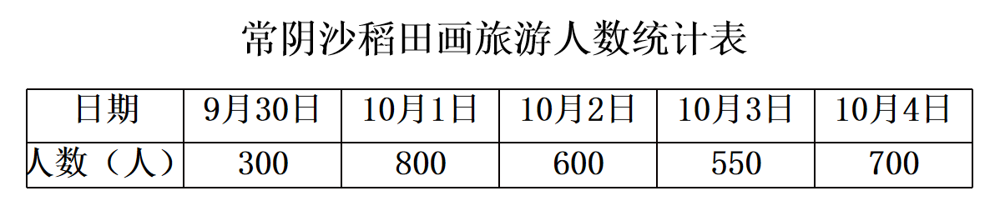 常阴沙稻田画旅游人数统计表
日期 9月30日 10月1日 10月2日 10月3日 10月4日
人数（人） 300 800 600 550 700